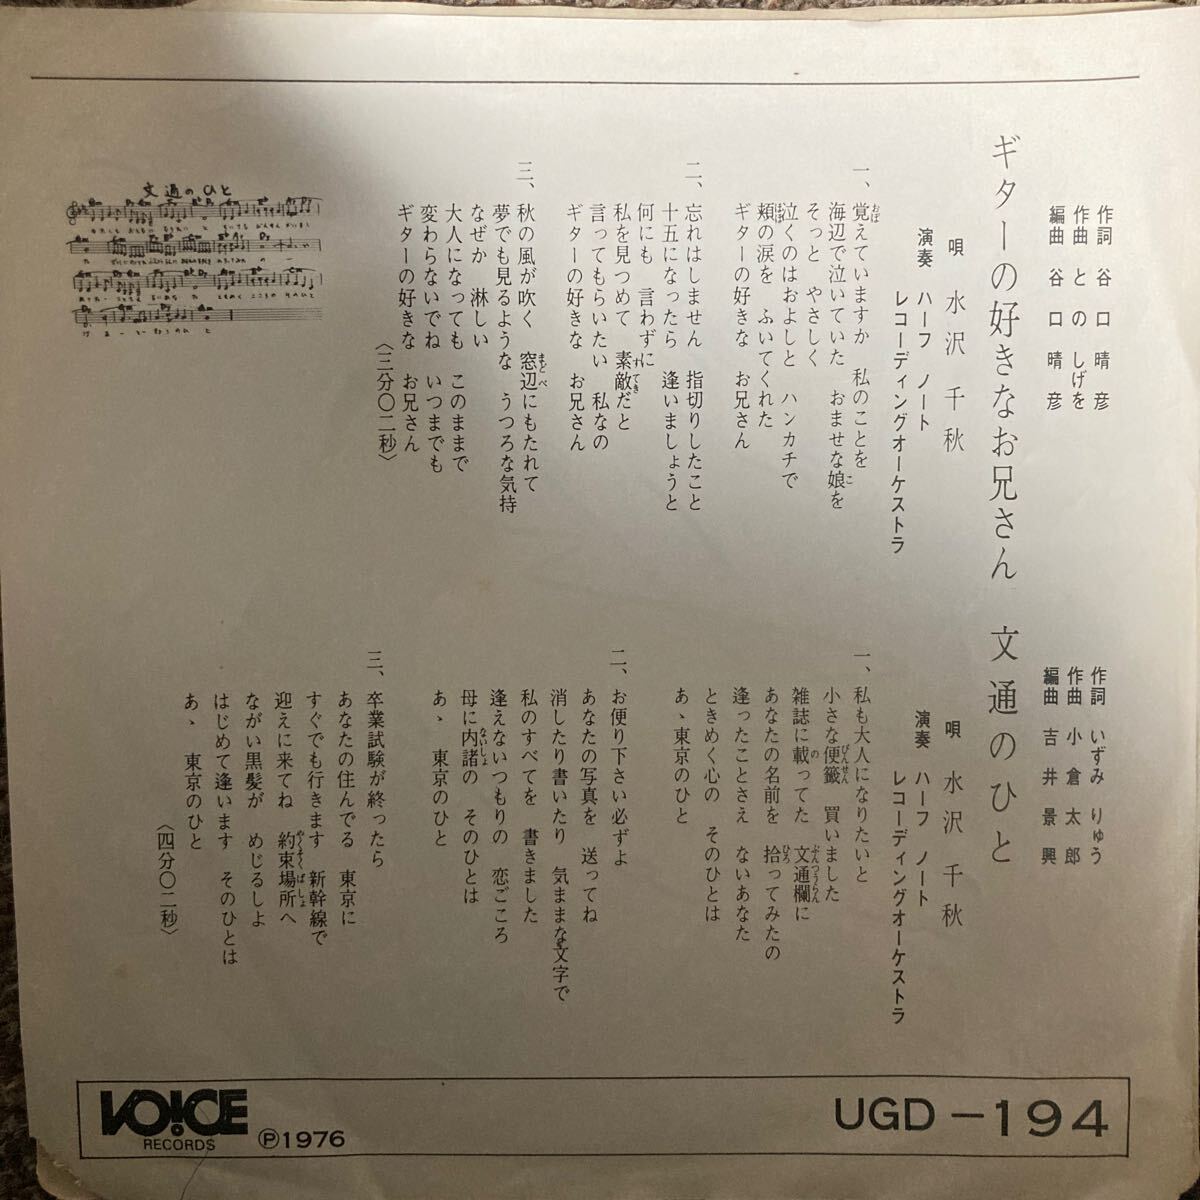 ギターの好きなお兄さん
作詞 谷口晴彦
作曲 とのしげを
編曲 谷口晴彦
唄 水沢千秋
演奏 ハーフ ノート
レコーディングオーケストラ
一、覚えていますか 私のことを
海辺で泣いていた おませな娘を
そっと やさしく
泣くのはおよしと ハンカチで
頬の涙を ふいてくれた
ギターの好きな お兄さん
二、忘れはしません 指切りしたこと
十五になったら 逢いましょうと
何にも 言わずに
私を見つめて 素敵だと
言ってもらいたい 私なの
ギターの好きな お兄さん
三、秋の風が吹く 窓辺にもたれて
夢でも見るような うつろな気持
なぜか 淋しい
大人になっても このままで
変わらないでね いつまでも
ギターの好きな お兄さん
〈三分〇二秒〉
文通のひと
作詞 いずみ りゅう
作曲 小倉太郎
編曲 吉井景興
唄 水沢千秋
演奏 ハーフ ノート
レコーディングオーケストラ
一、私も大人になりたいと
小さな便籤 買いました
雑誌に載ってた 文通欄に
あなたの名前を 拾ってみたの
逢ったことさえ ないあなた
ときめく心の そのひとは
あゝ東京のひと
二、お便り下さい必ずよ
あなたの写真を 送ってね
消したり書いたり 気ままな文字で
私のすべてを 書きました
逢えないいつもりの 恋ごころ
母に内諸の そのひとは
あゝ 東京のひと
三、卒業試験が終ったら
あなたの住んでる 東京に
すぐでも行きます 新幹線で
迎えに来てね 約束場所へ
ながい黒髪が めじるしよ
はじめて逢います そのひとは
あゝ 東京のひと
〈四分〇二秒〉
文通のひと
VOICE
RECORDS
Ⓟ1976
UGD-194